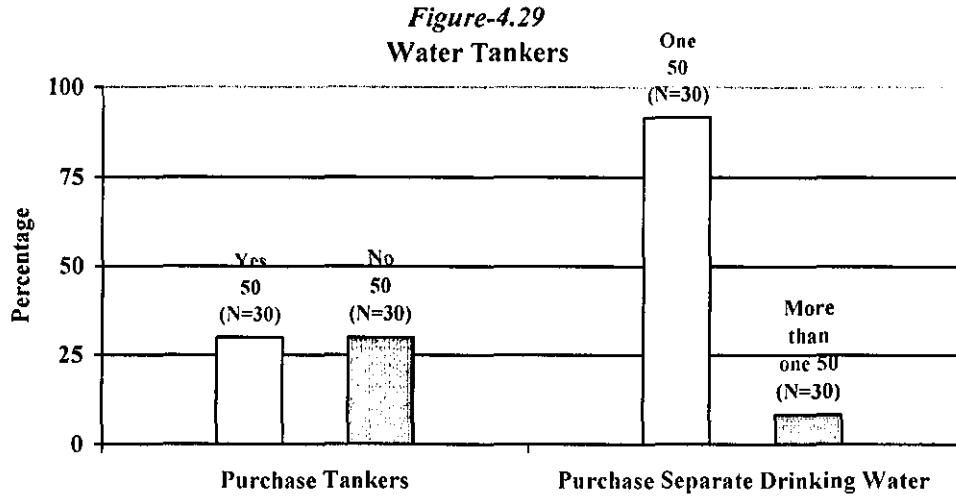 Figure-4.29
Water Tankers
One
50
(N=30)
100
75
50
25
0
Percentage
Yes
50
(N=30)
No
50
(N=30)
More
than
one 50
(N=30)
Purchase Tankers
Purchase Separate Drinking Water